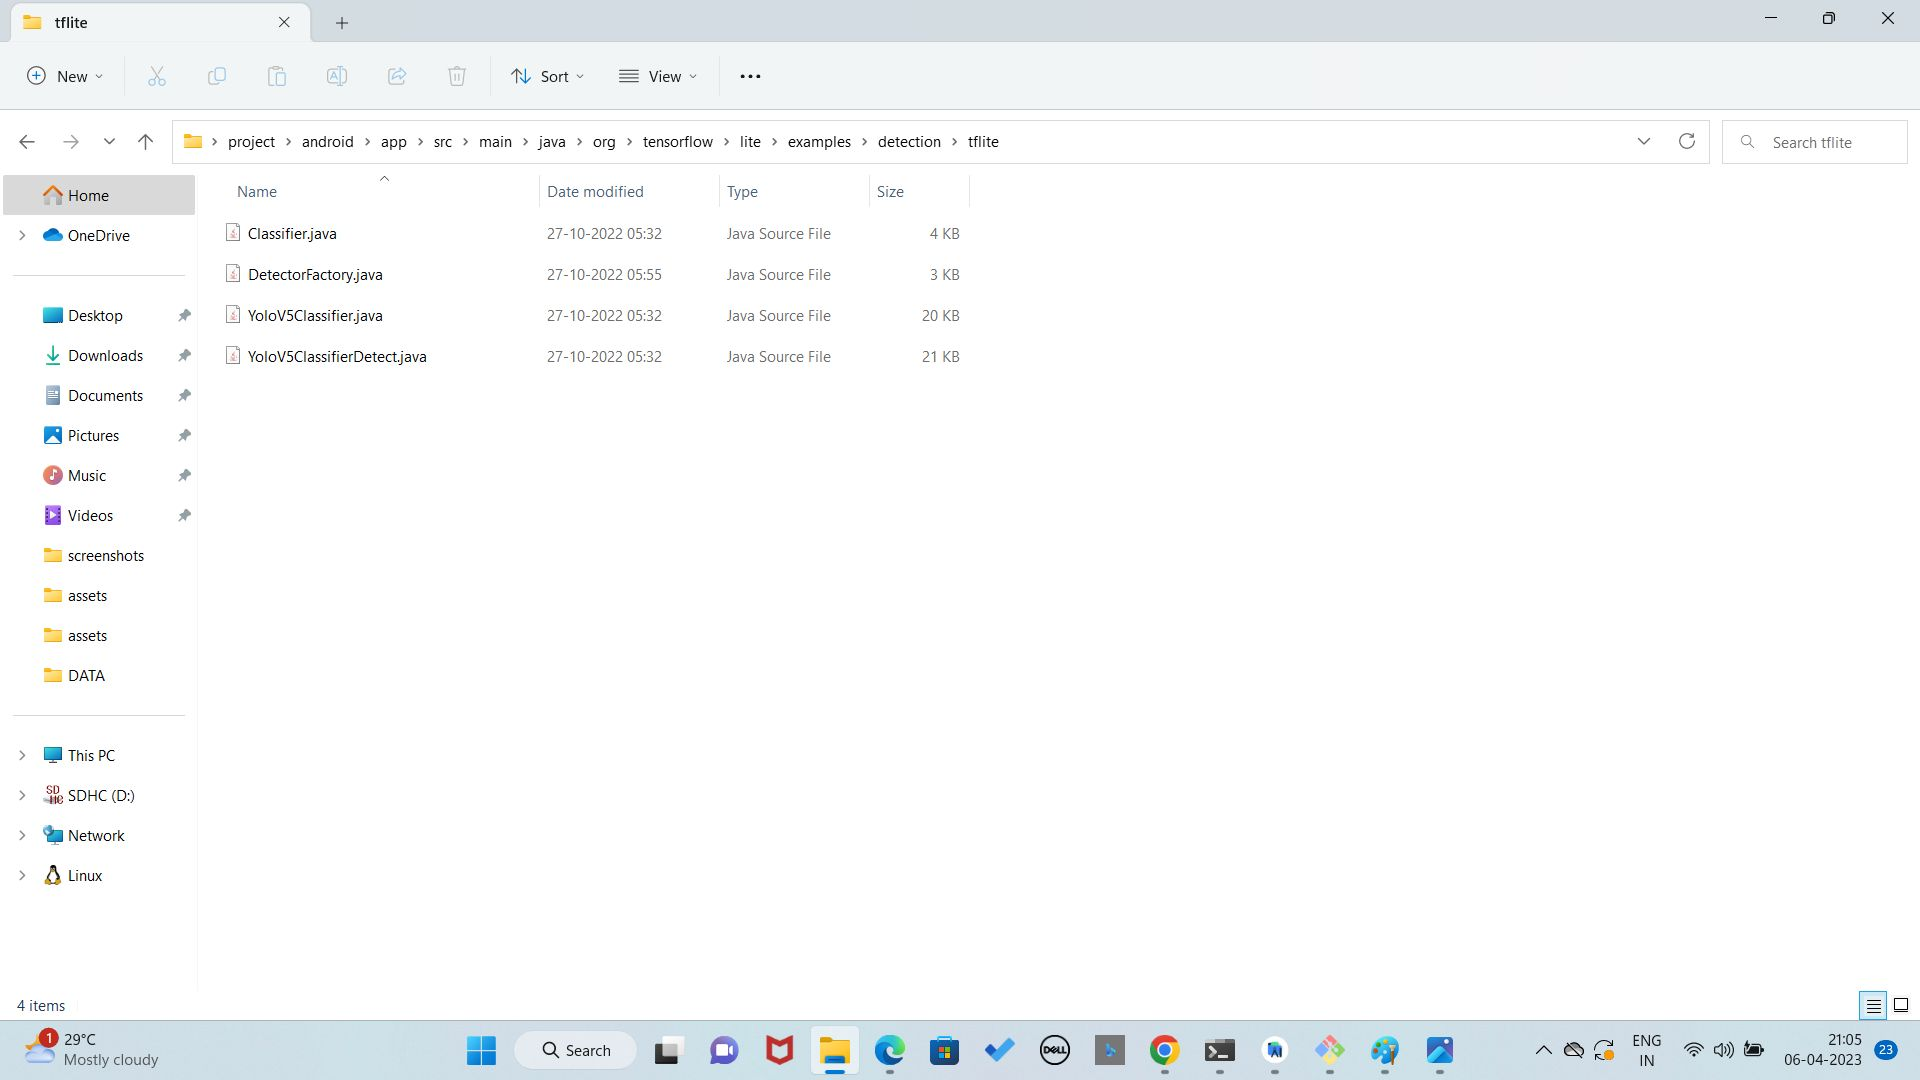 tflite
New
Sort
View
project
android
app
src
main
java
org
tensorflow
lite
examples
detection
tflite
Search tflite
Name
Date modified
Type
Size
Classifier.java 27-10-2022 05:32 Java Source File 4 KB
DetectorFactory.java 27-10-2022 05:55 Java Source File 3 KB
YoloV5Classifier.java 27-10-2022 05:32 Java Source File 20 KB
YoloV5ClassifierDetect.java 27-10-2022 05:32 Java Source File 21 KB
Home
OneDrive
Desktop
Downloads
Documents
Pictures
Music
Videos
screenshots
assets
assets
DATA
This PC
SDHC (D:)
Network
Linux
4 items
1
29°C
Mostly cloudy
Search
DELL
ENG
IN
21:05
06-04-2023
23